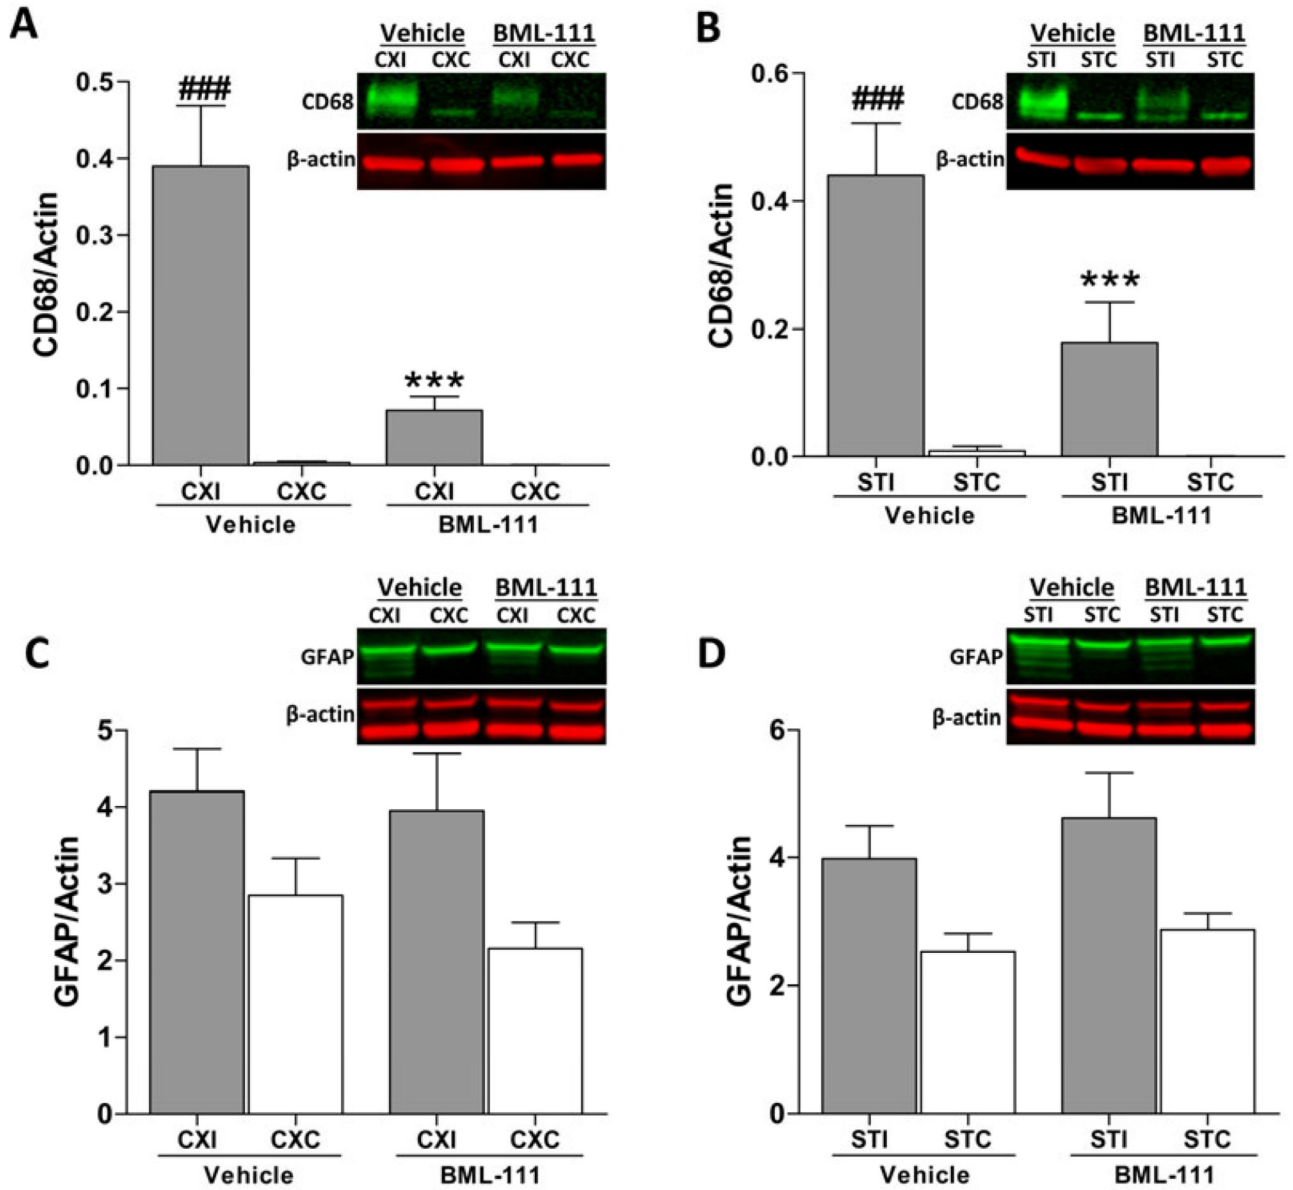 A
Vehicle BML-111
CXI CXC CXI CXC
CD68
β-actin
###
***
0.5
0.4
0.3
0.2
0.1
0.0
CD68/Actin
CXI CXC CXI CXC
Vehicle BML-111
B
Vehicle BML-111
STI STC STI STC
CD68
β-actin
###
***
0.6
0.4
0.2
0.0
CD68/Actin
STI STC STI STC
Vehicle BML-111
C
Vehicle BML-111
CXI CXC CXI CXC
GFAP
β-actin
5
4
3
2
1
0
GFAP/Actin
CXI CXC CXI CXC
Vehicle BML-111
D
Vehicle BML-111
STI STC STI STC
GFAP
β-actin
6
4
2
0
GFAP/Actin
STI STC STI STC
Vehicle BML-111